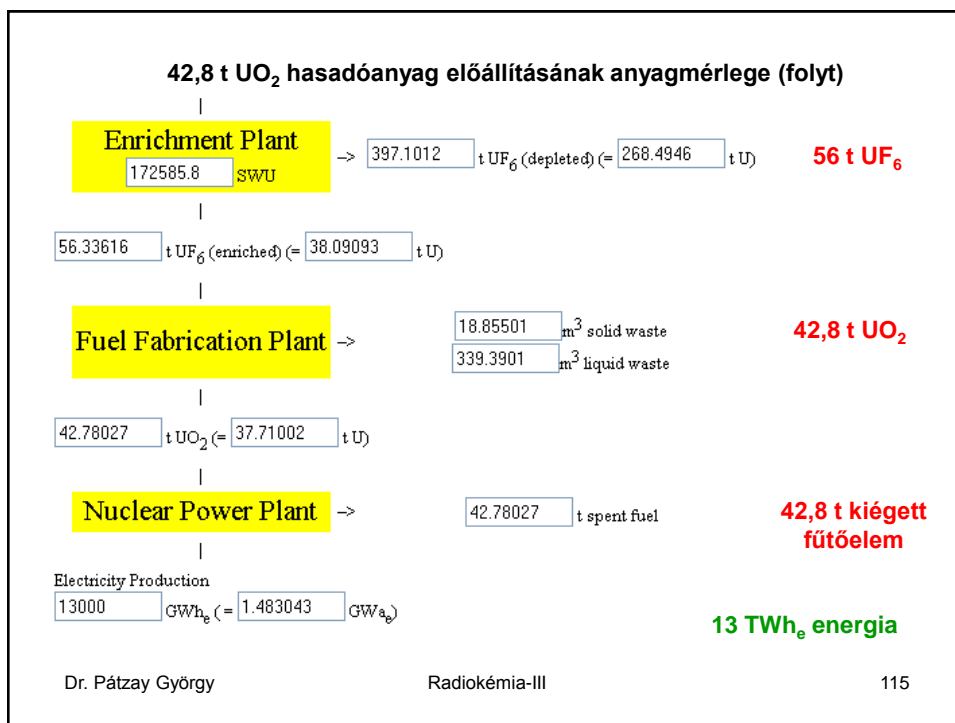 42,8 t UO₂ hasadóanyag előállításának anyagmérlege (folyt)
|
Enrichment Plant
172585.8 SWU
-> 397.1012 t UF₆ (depleted) (= 268.4946 t U)
56 t UF₆
|
56.33616 t UF₆ (enriched) (= 38.09093 t U)
|
Fuel Fabrication Plant ->
18.85501 m³ solid waste
339.3901 m³ liquid waste
42,8 t UO₂
|
42.78027 t UO₂ (= 37.71002 t U)
|
Nuclear Power Plant -> 42.78027 t spent fuel
42,8 t kiégett
fűtőelem
|
Electricity Production
13000 GWhₑ (= 1.483043 GWaₑ)
13 TWhₑ energia
Dr. Pátzay György Radiokémia-III 115